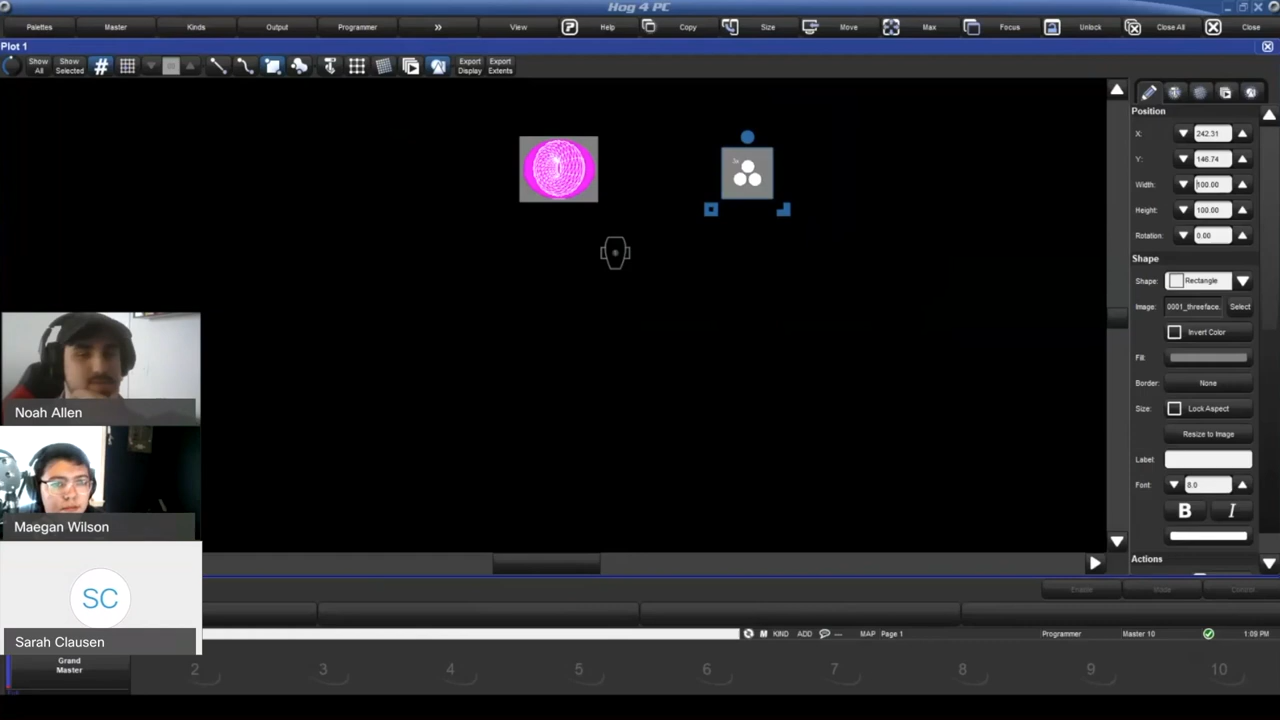 Hog 4 PC
Palettes Master Kinds Output Programmer » View ? Help Copy Size Move Max Focus Unlock Close All Close
Plot 1
Show All Show Selected # Export Display Export Extents
Position
X: 242.31
Y: 146.74
Width: 100.00
Height: 100.00
Rotation: 0.00
Shape
Shape: Rectangle
Image: 0001_threeface. Select
Invert Color
Fill:
Border: None
Size: Lock Aspect
Resize to Image
Label:
Font: 8.0
B I
Actions
3x
Noah Allen
Maegan Wilson
SC
Sarah Clausen
M KIND ADD — MAP Page 1 Programmer Master 10 1:09 PM
Grand Master 2 3 4 5 6 7 8 9 10